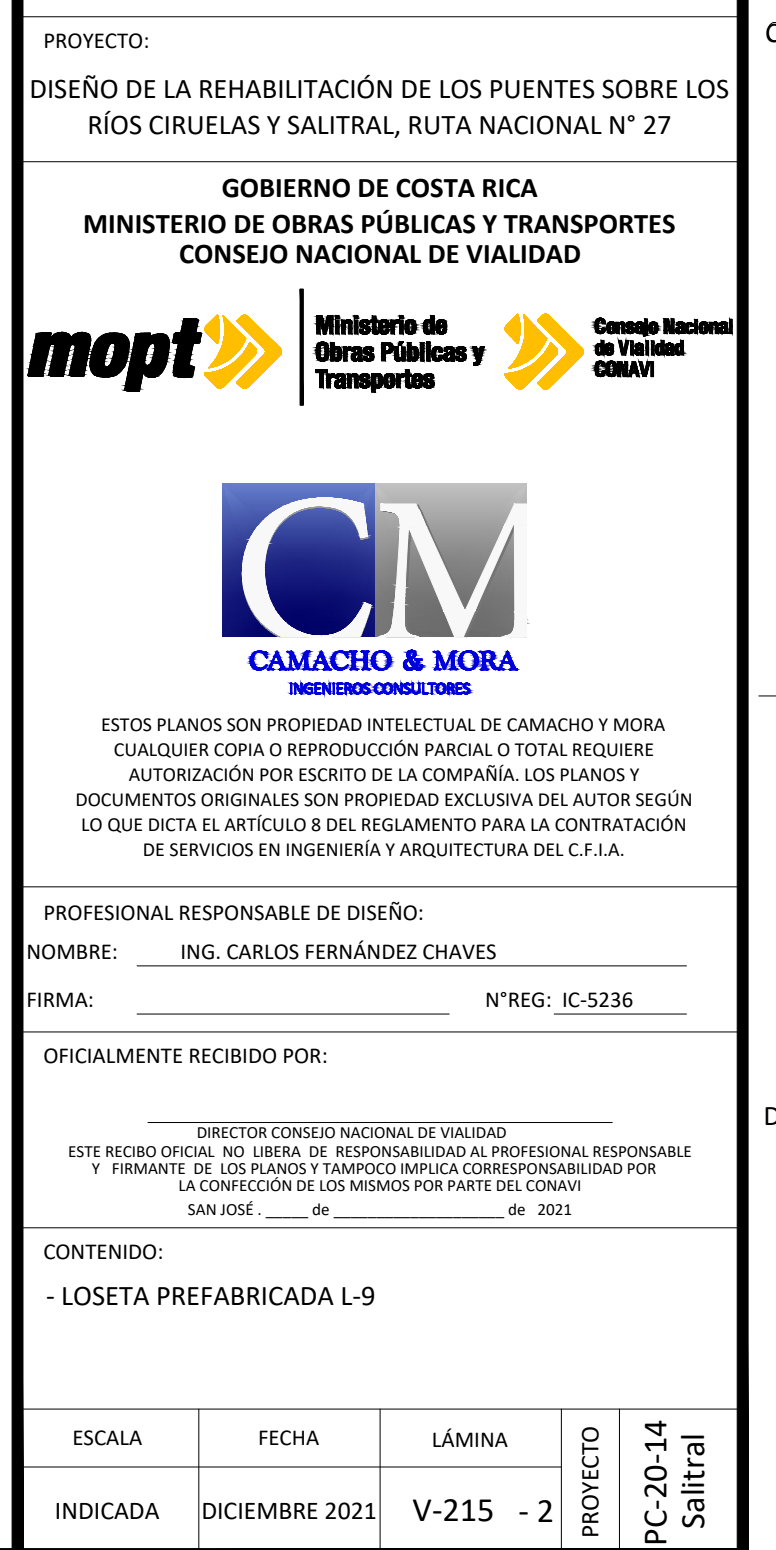 PROYECTO:
DISEÑO DE LA REHABILITACIÓN DE LOS PUENTES SOBRE LOS
RÍOS CIRUELAS Y SALITRAL, RUTA NACIONAL N° 27
GOBIERNO DE COSTA RICA
MINISTERIO DE OBRAS PÚBLICAS Y TRANSPORTES
CONSEJO NACIONAL DE VIALIDAD
mopt
Ministerio de
Obras Públicas y
Transportes
Consejo Nacional
de Vialidad
CONAVI
CM
CAMACHO & MORA
INGENIEROS CONSULTORES
ESTOS PLANOS SON PROPIEDAD INTELECTUAL DE CAMACHO Y MORA
CUALQUIER COPIA O REPRODUCCIÓN PARCIAL O TOTAL REQUIERE
AUTORIZACIÓN POR ESCRITO DE LA COMPAÑÍA. LOS PLANOS Y
DOCUMENTOS ORIGINALES SON PROPIEDAD EXCLUSIVA DEL AUTOR SEGÚN
LO QUE DICTA EL ARTÍCULO 8 DEL REGLAMENTO PARA LA CONTRATACIÓN
DE SERVICIOS EN INGENIERÍA Y ARQUITECTURA DEL C.F.I.A.
PROFESIONAL RESPONSABLE DE DISEÑO:
NOMBRE: ING. CARLOS FERNÁNDEZ CHAVES
FIRMA: N°REG: IC-5236
OFICIALMENTE RECIBIDO POR:
DIRECTOR CONSEJO NACIONAL DE VIALIDAD
ESTE RECIBO OFICIAL NO LIBERA DE RESPONSABILIDAD AL PROFESIONAL RESPONSABLE
Y FIRMANTE DE LOS PLANOS Y TAMPOCO IMPLICA CORRESPONSABILIDAD POR
LA CONFECCIÓN DE LOS MISMOS POR PARTE DEL CONAVI
SAN JOSÉ . _____ de ____________________ de 2021
CONTENIDO:
- LOSETA PREFABRICADA L-9
ESCALA FECHA LÁMINA
INDICADA DICIEMBRE 2021 V-215 - 2
PROYECTO
PC-20-14
Salitral